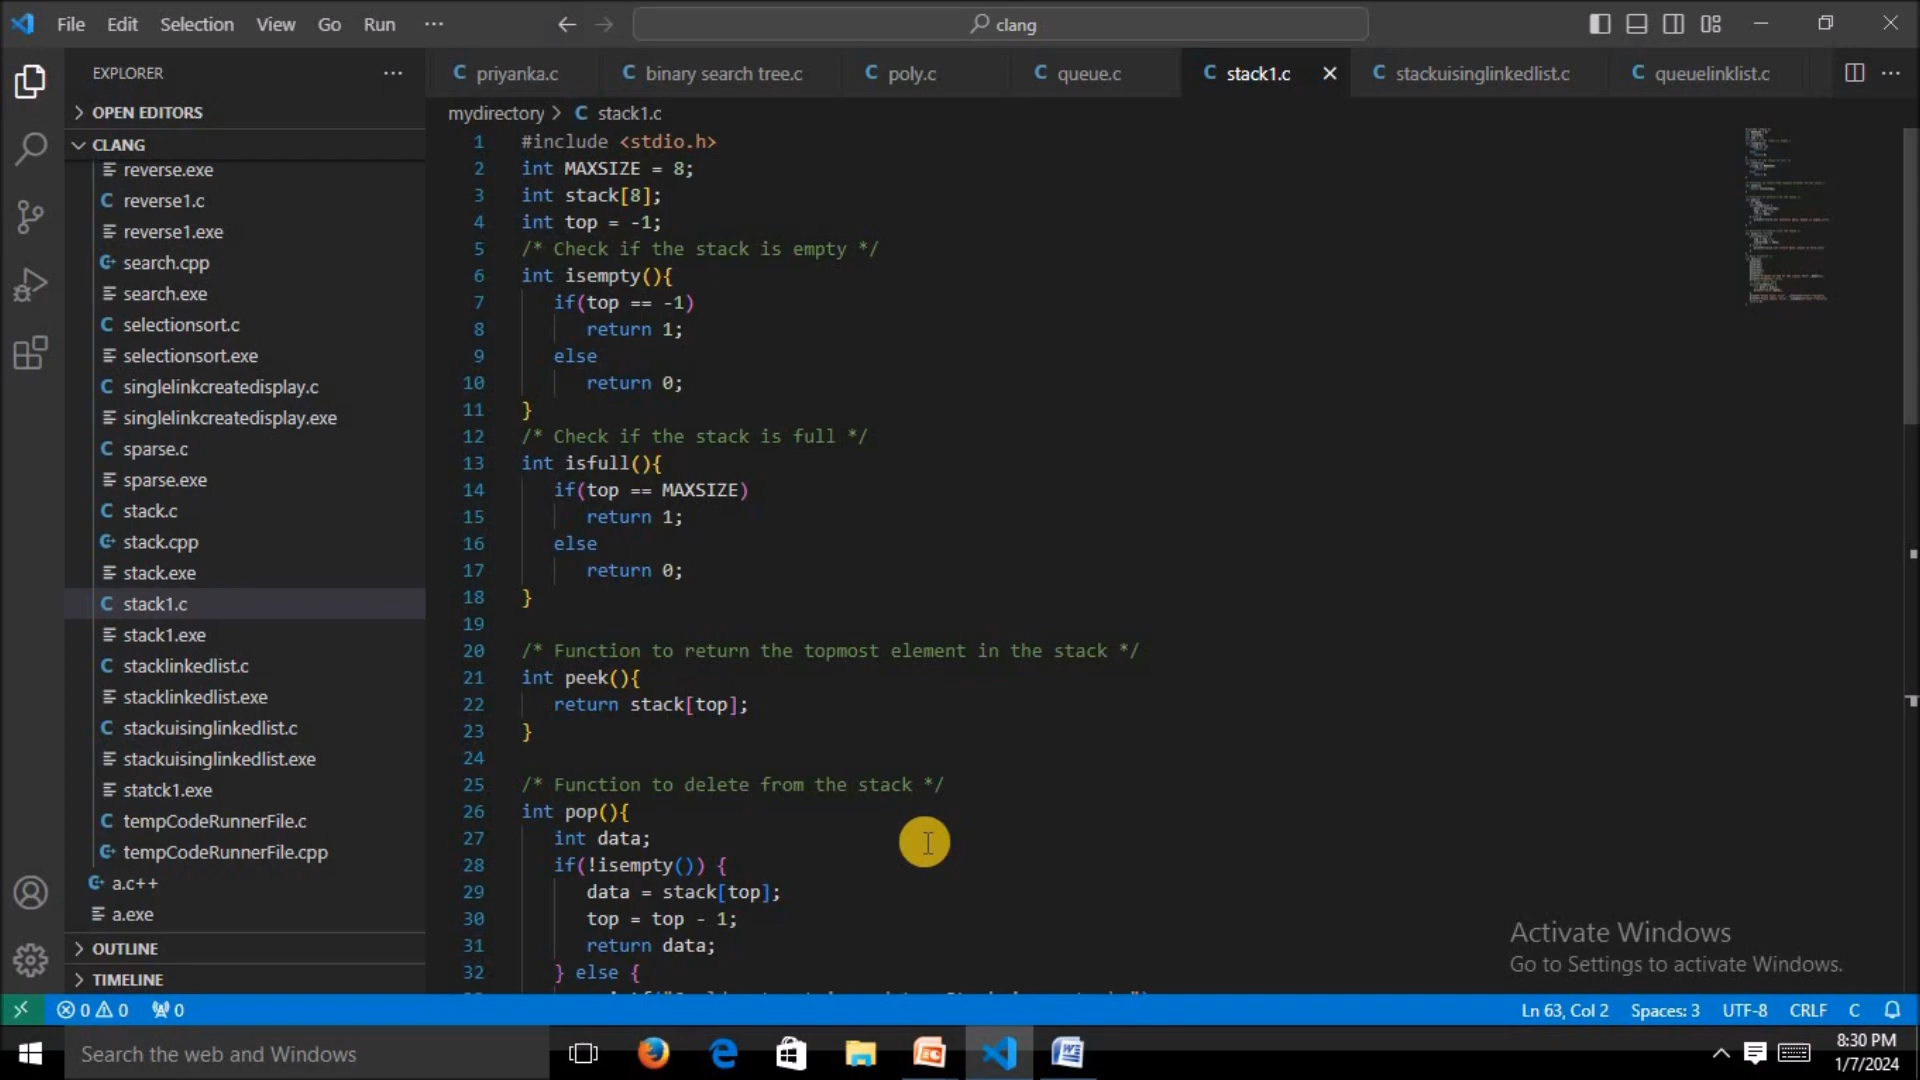 File Edit Selection View Go Run ··· clang
EXPLORER ···
OPEN EDITORS
CLANG
reverse.exe
reverse1.c
reverse1.exe
search.cpp
search.exe
selectionsort.c
selectionsort.exe
singlelinkcreatedisplay.c
singlelinkcreatedisplay.exe
sparse.c
sparse.exe
stack.c
stack.cpp
stack.exe
stack1.c
stack1.exe
stacklinkedlist.c
stacklinkedlist.exe
stackuisinglinkedlist.c
stackuisinglinkedlist.exe
statck1.exe
tempCodeRunnerFile.c
tempCodeRunnerFile.cpp
a.c++
a.exe
OUTLINE
TIMELINE
C priyanka.c C binary search tree.c C poly.c C queue.c C stack1.c C stackuisinglinkedlist.c C queuelinklist.c
mydirectory > C stack1.c
1 #include <stdio.h>
2 int MAXSIZE = 8;
3 int stack[8];
4 int top = -1;
5 /* Check if the stack is empty */
6 int isempty(){
7 if(top == -1)
8 return 1;
9 else
10 return 0;
11 }
12 /* Check if the stack is full */
13 int isfull(){
14 if(top == MAXSIZE)
15 return 1;
16 else
17 return 0;
18 }
19
20 /* Function to return the topmost element in the stack */
21 int peek(){
22 return stack[top];
23 }
24
25 /* Function to delete from the stack */
26 int pop(){
27 int data;
28 if(!isempty()) {
29 data = stack[top];
30 top = top - 1;
31 return data;
32 } else {
Activate Windows
Go to Settings to activate Windows.
0 0 0 Ln 63, Col 2 Spaces: 3 UTF-8 CRLF C
Search the web and Windows
8:30 PM
1/7/2024